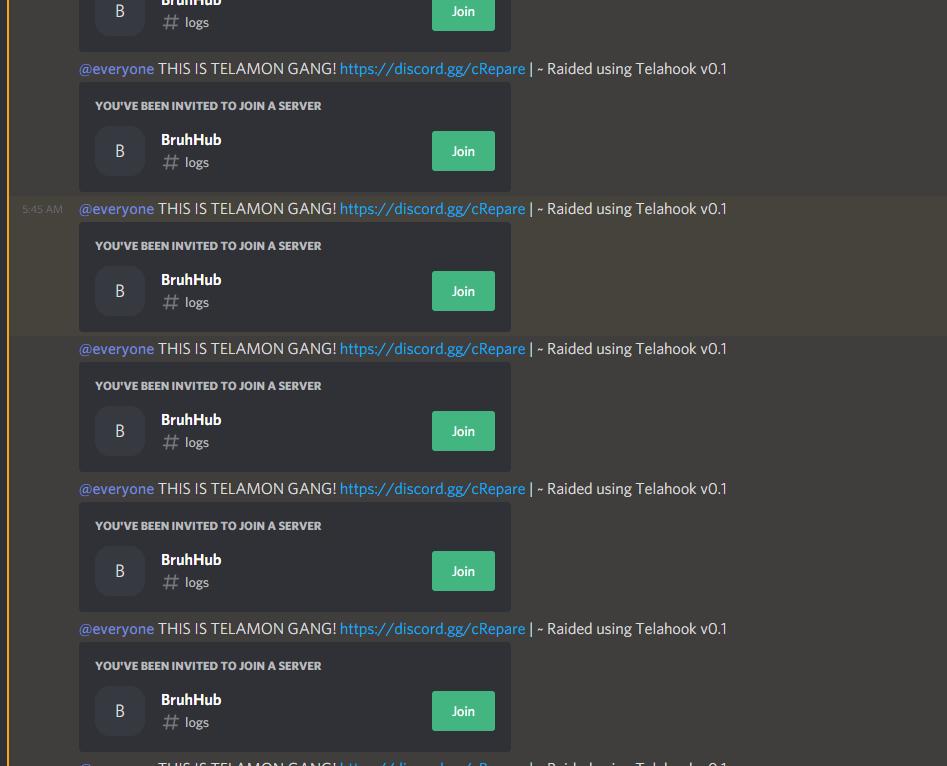 B
BruhHub
# logs
Join
@everyone THIS IS TELAMON GANG! https://discord.gg/cRepare | ~ Raided using Telahook v0.1
YOU'VE BEEN INVITED TO JOIN A SERVER
B
BruhHub
# logs
Join
5:45 AM
@everyone THIS IS TELAMON GANG! https://discord.gg/cRepare | ~ Raided using Telahook v0.1
YOU'VE BEEN INVITED TO JOIN A SERVER
B
BruhHub
# logs
Join
@everyone THIS IS TELAMON GANG! https://discord.gg/cRepare | ~ Raided using Telahook v0.1
YOU'VE BEEN INVITED TO JOIN A SERVER
B
BruhHub
# logs
Join
@everyone THIS IS TELAMON GANG! https://discord.gg/cRepare | ~ Raided using Telahook v0.1
YOU'VE BEEN INVITED TO JOIN A SERVER
B
BruhHub
# logs
Join
@everyone THIS IS TELAMON GANG! https://discord.gg/cRepare | ~ Raided using Telahook v0.1
YOU'VE BEEN INVITED TO JOIN A SERVER
B
BruhHub
# logs
Join